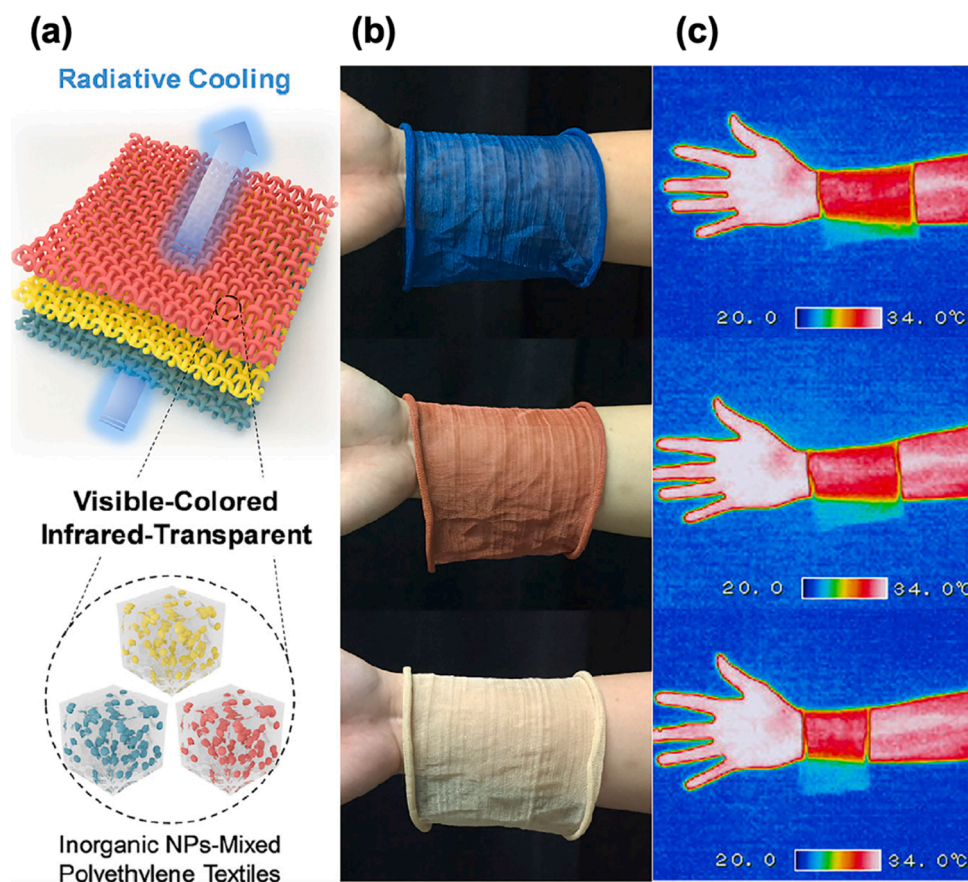 (a)
(b)
(c)
Radiative Cooling
Visible-Colored
Infrared-Transparent
Inorganic NPs-Mixed
Polyethylene Textiles
20.0 34.0℃
20.0 34.0℃
20.0 34.0℃